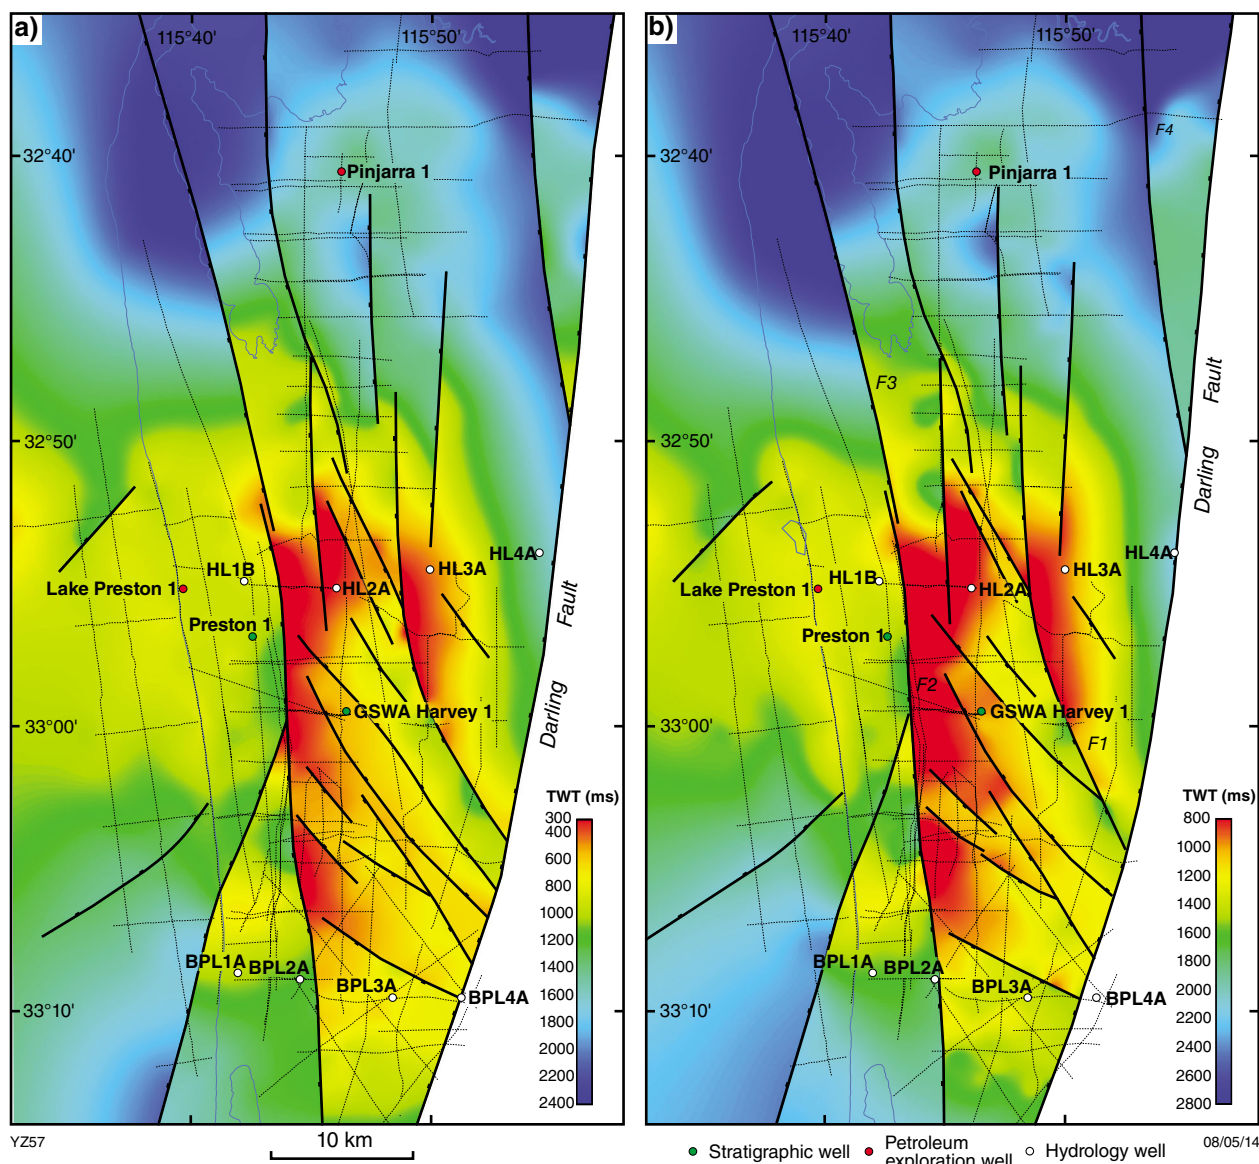 a)
115°40'
115°50'
32°40'
Pinjarra 1
32°50'
HL4A
HL1B
HL3A
Lake Preston 1
HL2A
Fault
Preston 1
GSWA Harvey 1
Darling
33°00'
TWT (ms)
300
400
600
800
1000
1200
1400
1600
1800
2000
2200
2400
BPL1A
BPL2A
BPL3A
BPL4A
33°10'
YZ57
10 km
b)
115°40'
115°50'
F4
32°40'
Pinjarra 1
Fault
F3
32°50'
Darling
HL4A
HL1B
HL3A
Lake Preston 1
HL2A
Preston 1
F2
GSWA Harvey 1
33°00'
F1
TWT (ms)
800
1000
1200
1400
1600
1800
2000
2200
2400
2600
2800
BPL1A
BPL2A
BPL3A
BPL4A
33°10'
Stratigraphic well
Petroleum
exploration well
Hydrology well
08/05/14